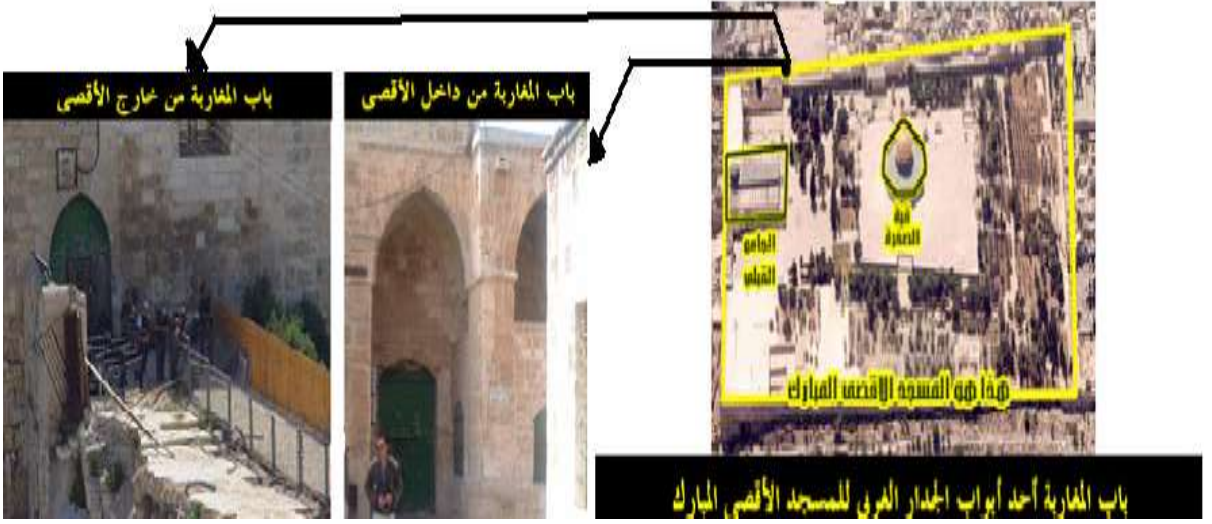 باب المغاربة من خارج الأقصى
باب المغاربة من داخل الأقصى
قبة
الصخرة
الجامع
القبلي
هذا هو المسجد الاقصى المبارك
باب المغاربة أحد أبواب الجدار الغربي للمسجد الأقصى المبارك